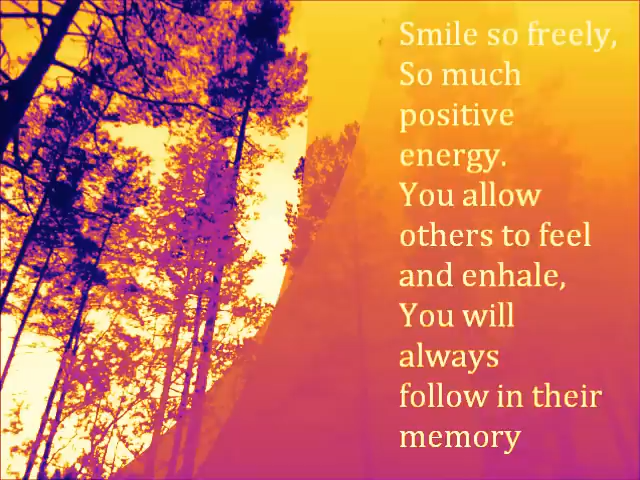 Smile so freely,
So much
positive
energy.
You allow
others to feel
and enhale,
You will
always
follow in their
memory